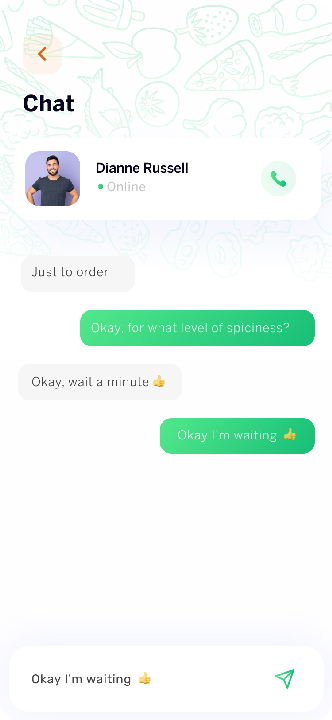 Chat
Dianne Russell
Online
Just to order
Okay, for what level of spiciness?
Okay, wait a minute 👍
Okay I'm waiting 👍
Okay I'm waiting 👍